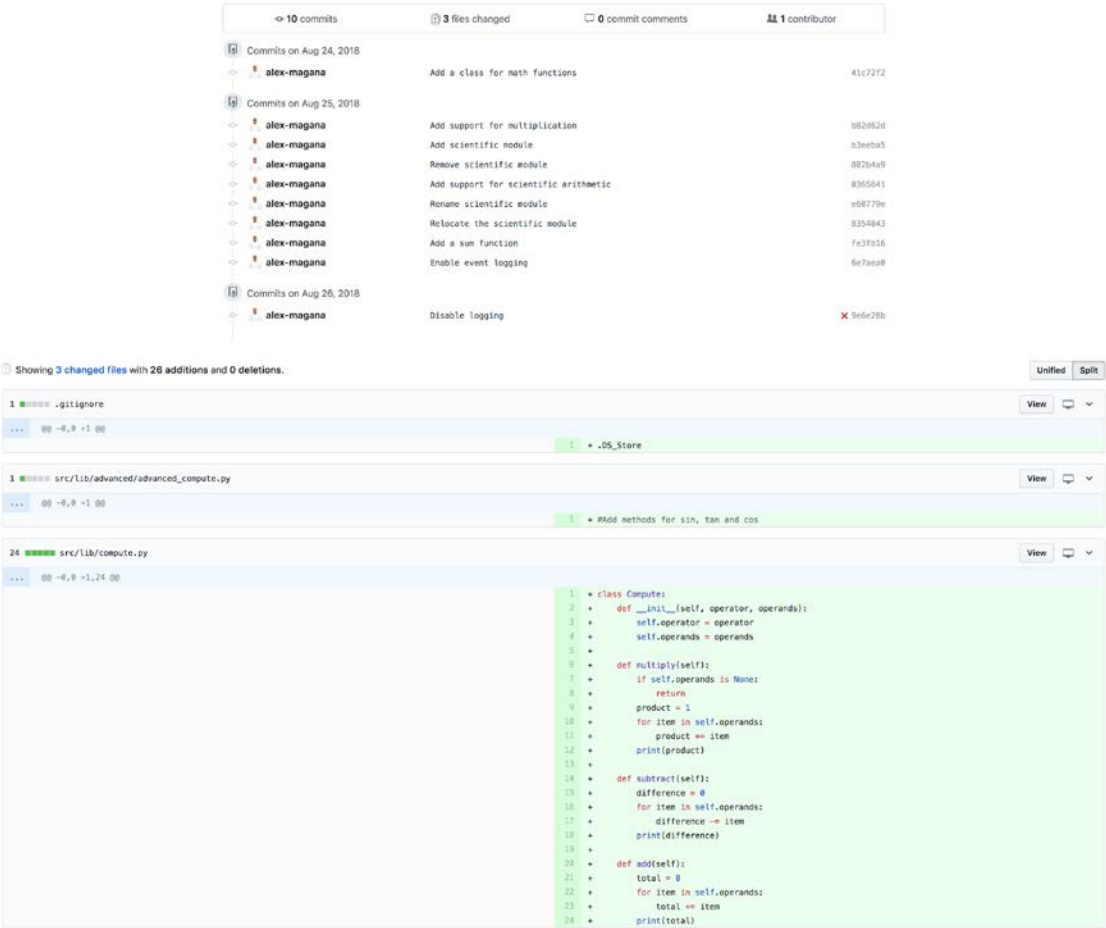 10 commits 3 files changed 0 commit comments 1 contributor
Commits on Aug 24, 2018
alex-magana Add a class for math functions 41c72f2
Commits on Aug 25, 2018
alex-magana Add support for multiplication b82d62d
alex-magana Add scientific module b3eeba5
alex-magana Remove scientific module 802b4a9
alex-magana Add support for scientific arithmetic 0365641
alex-magana Rename scientific module e60779e
alex-magana Relocate the scientific module 8354043
alex-magana Add a sum function fe3fb16
alex-magana Enable event logging 6e7aea0
Commits on Aug 26, 2018
alex-magana Disable logging 9e6e28b
Showing 3 changed files with 26 additions and 0 deletions. Unified Split
1 .gitignore View
... @@ -0,0 +1 @@
1 + .DS_Store
1 src/lib/advanced/advanced_compute.py View
... @@ -0,0 +1 @@
1 + #Add methods for sin, tan and cos
24 src/lib/compute.py View
... @@ -0,0 +1,24 @@
1 + class Compute:
2 + def __init__(self, operator, operands):
3 + self.operator = operator
4 + self.operands = operands
5 +
6 + def multiply(self):
7 + if self.operands is None:
8 + return
9 + product = 1
10 + for item in self.operands:
11 + product *= item
12 + print(product)
13 +
14 + def subtract(self):
15 + difference = 0
16 + for item in self.operands:
17 + difference -= item
18 + print(difference)
19 +
20 + def add(self):
21 + total = 0
22 + for item in self.operands:
23 + total += item
24 + print(total)